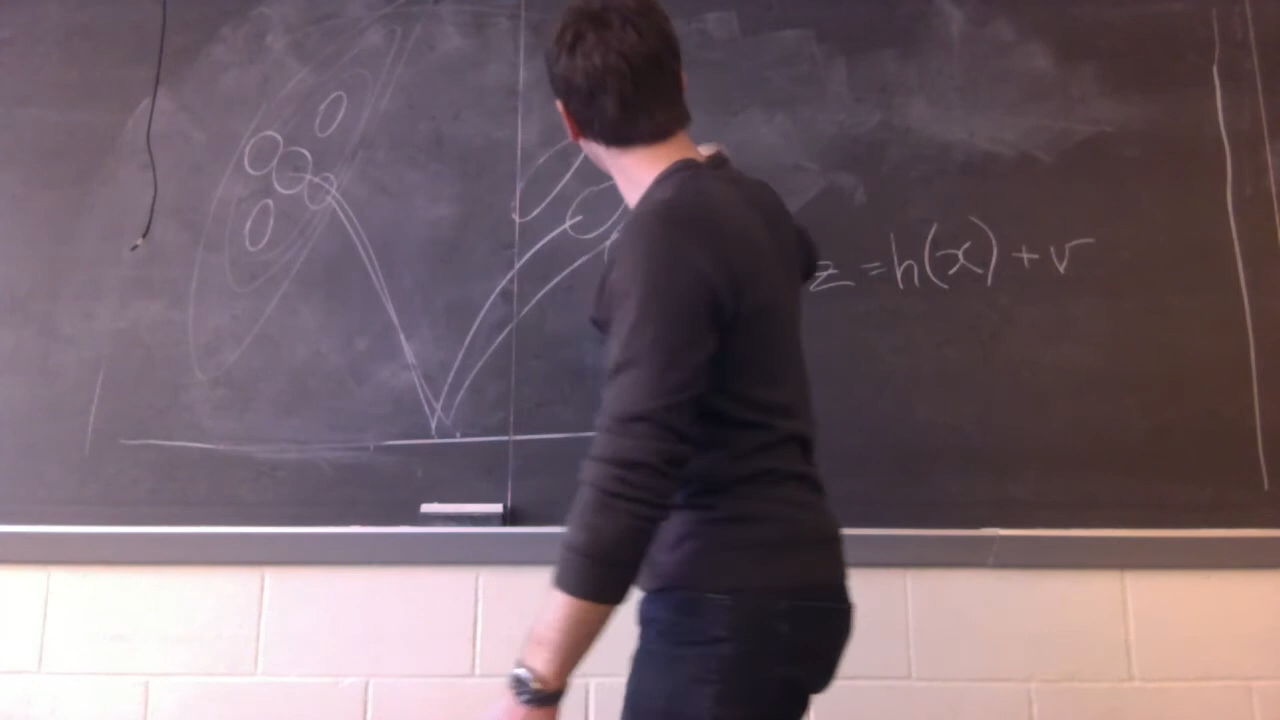 z = h(x) + v